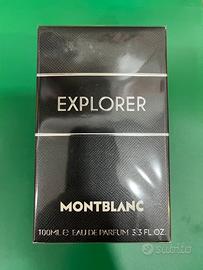 EXPLORER
MONTBLANC
100ML ℮ EAU DE PARFUM 3.3 FL.OZ.
subito